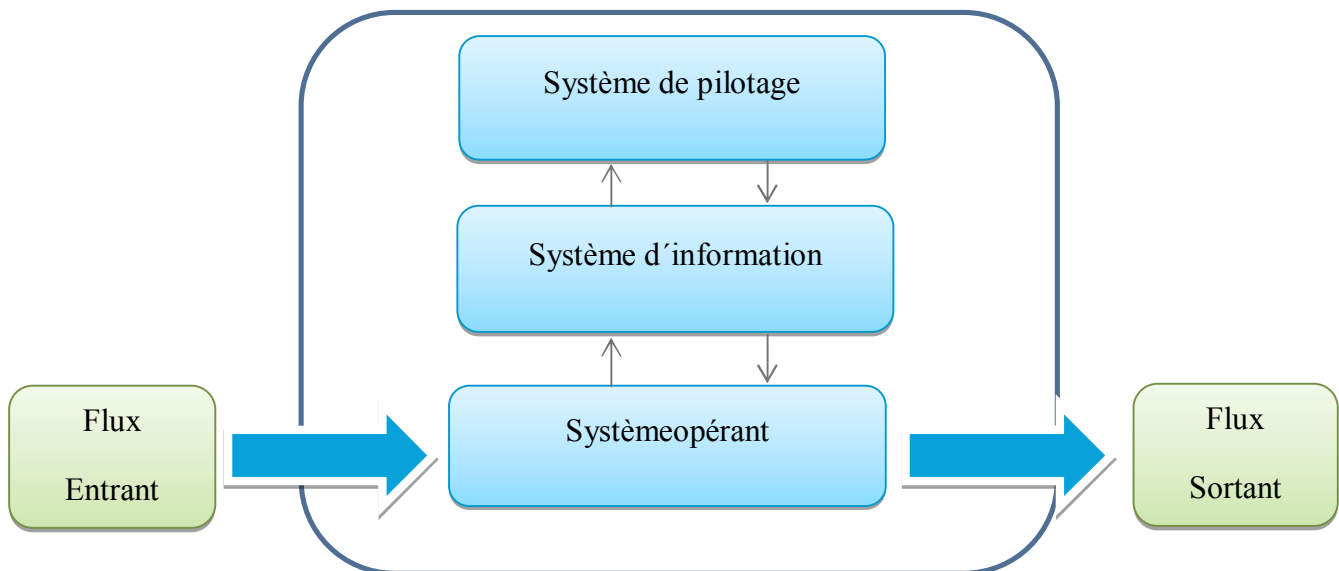 Système de pilotage
Système d´information
Flux
Entrant
Systèmeopérant
Flux
Sortant